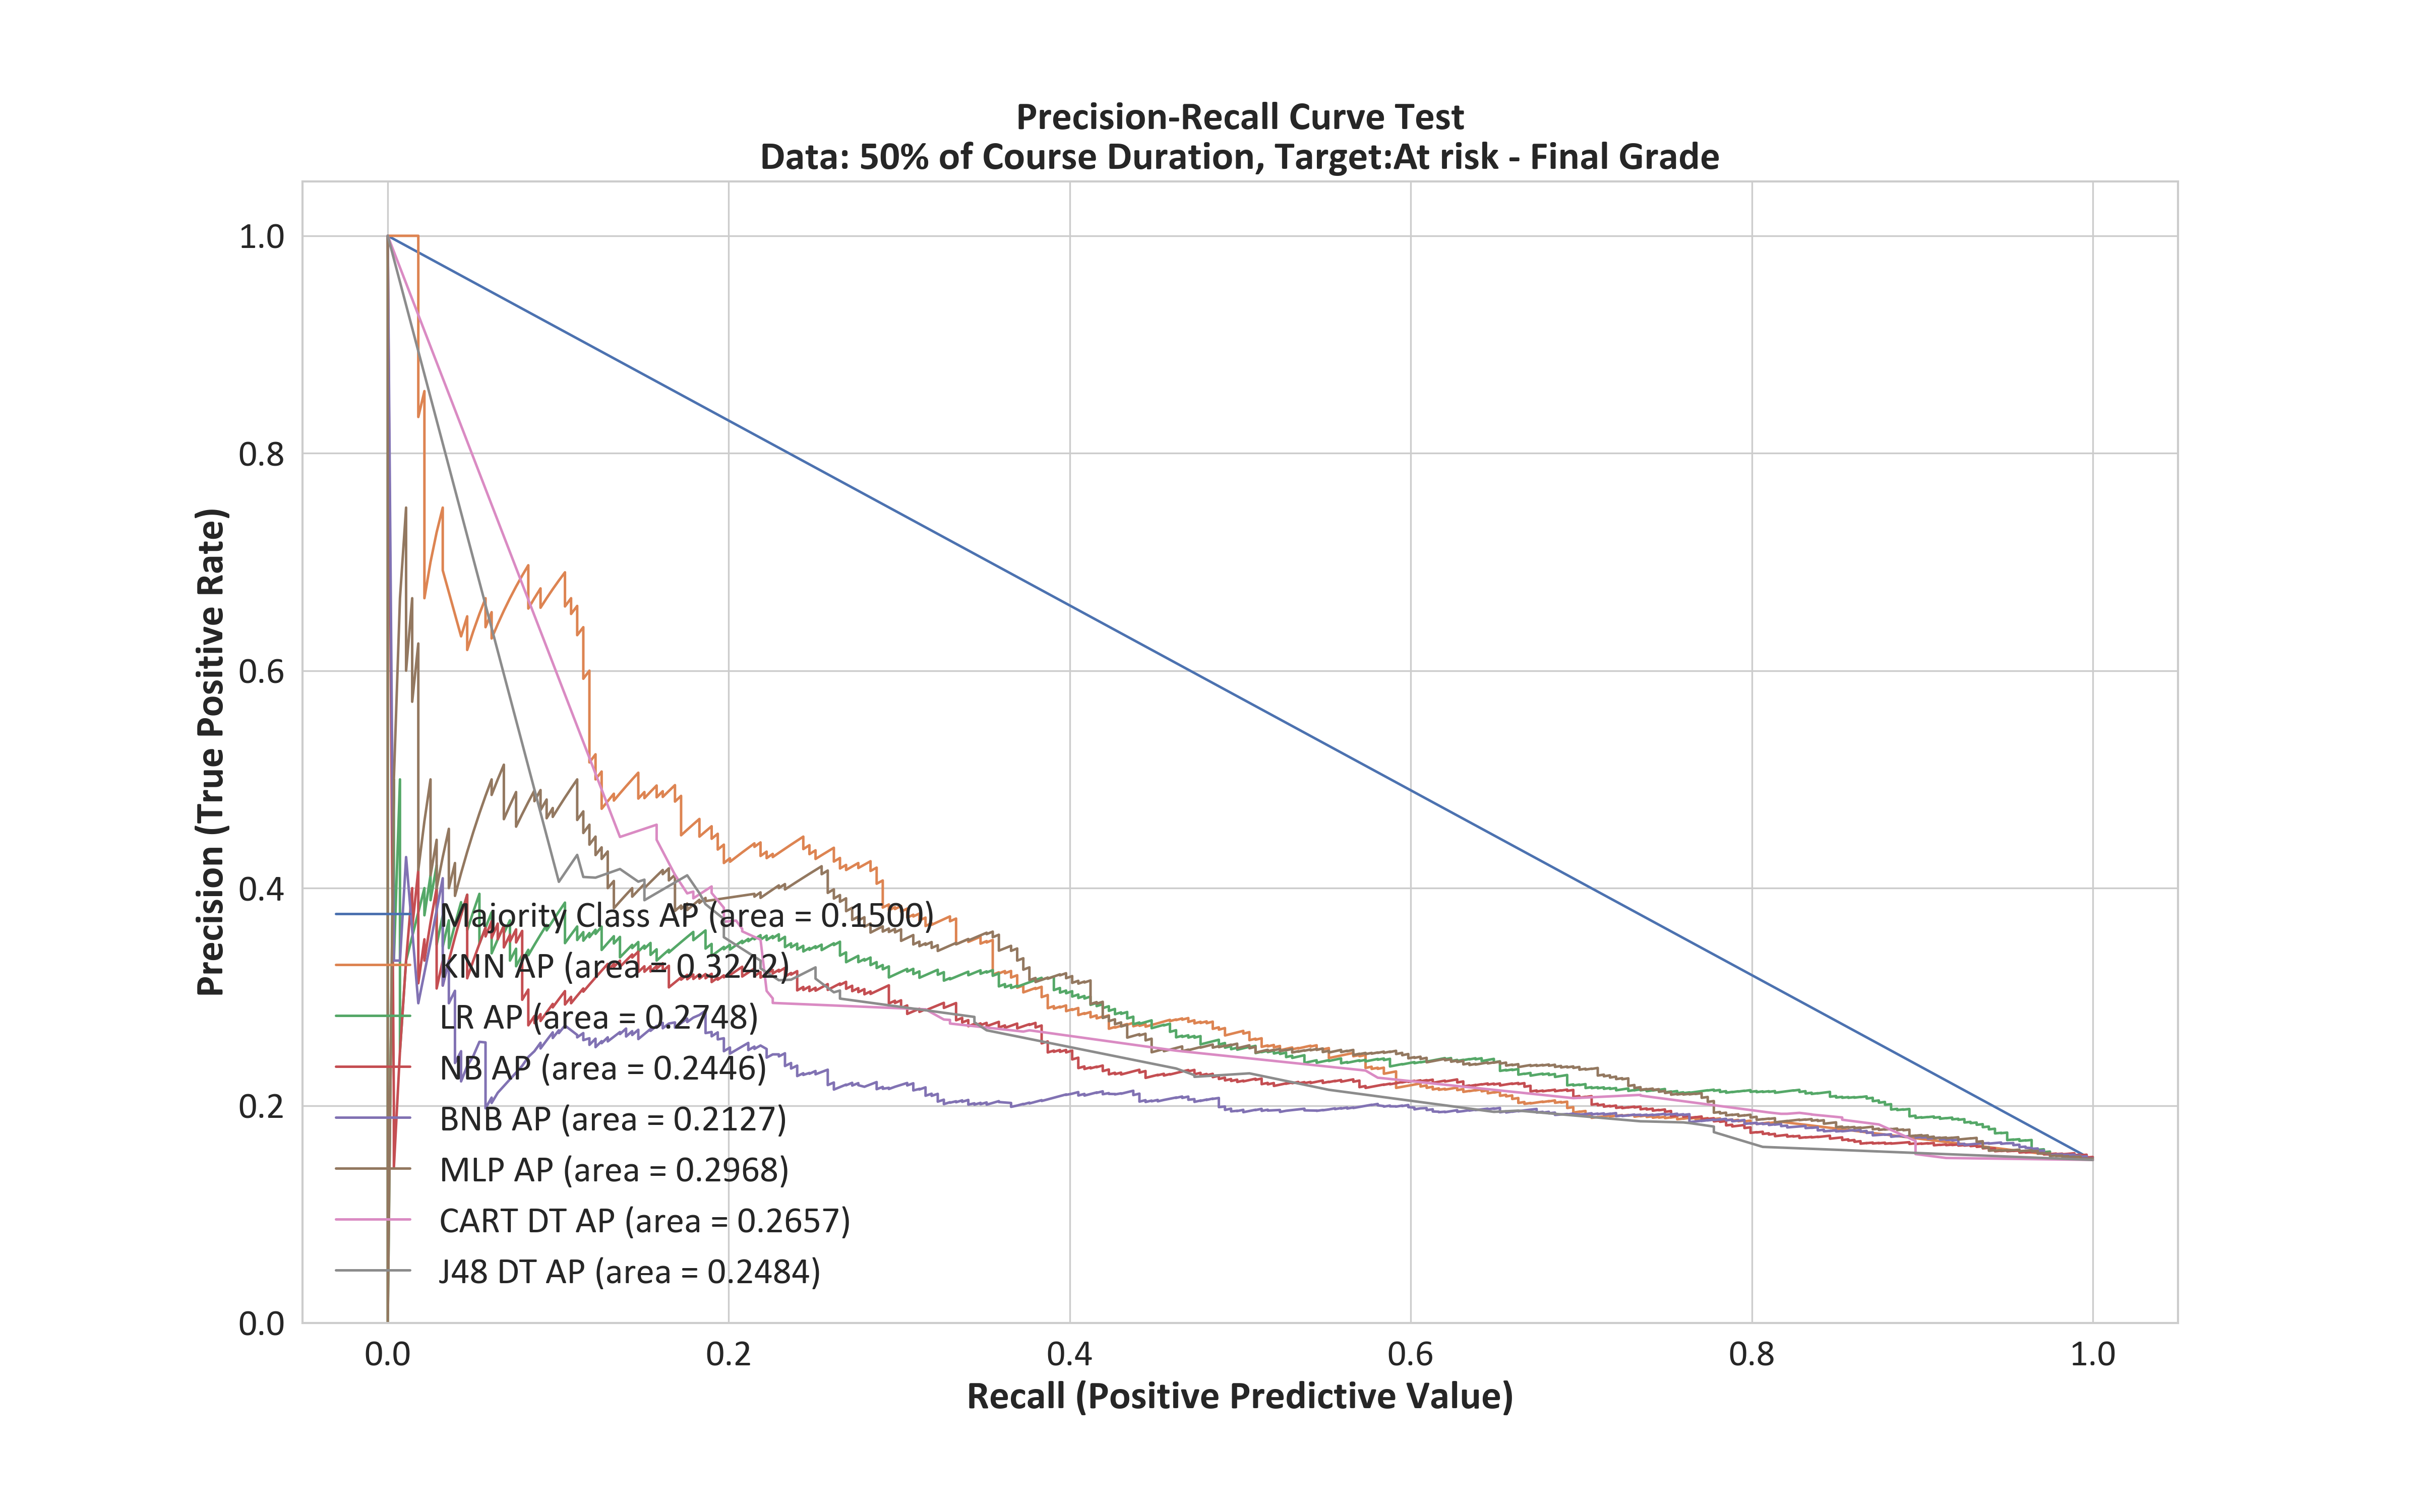 Precision-Recall Curve Test
Data: 50% of Course Duration, Target:At risk - Final Grade
Precision (True Positive Rate)
1.0
0.8
0.6
0.4
0.2
0.0
Majority Class AP (area = 0.1500)
KNN AP (area = 0.3242)
LR AP (area = 0.2748)
NB AP (area = 0.2446)
BNB AP (area = 0.2127)
MLP AP (area = 0.2968)
CART DT AP (area = 0.2657)
J48 DT AP (area = 0.2484)
0.0 0.2 0.4 0.6 0.8 1.0
Recall (Positive Predictive Value)